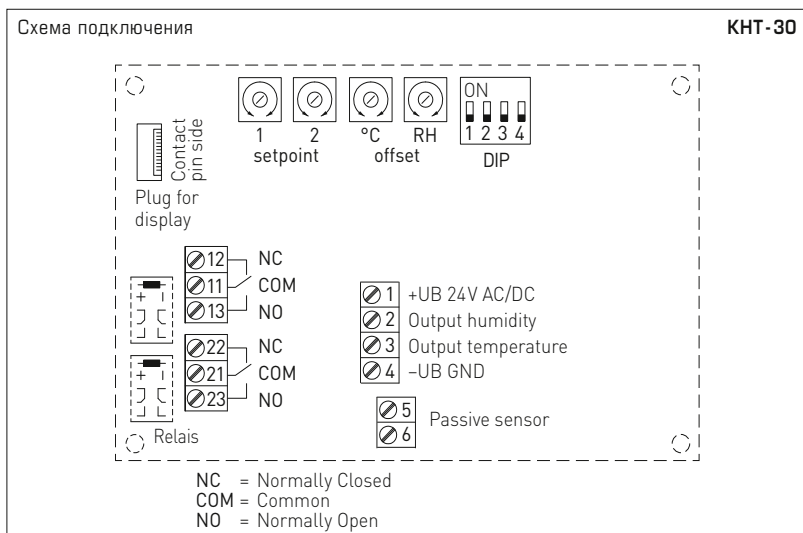 Схема подключения KHT-30
ON
1 2 3 4
DIP
1 2 °C RH
setpoint offset
Contact
pin side
Plug for
display
12 NC
11 COM
13 NO
22 NC
21 COM
23 NO
+ –
+ –
Relais
1 +UB 24V AC/DC
2 Output humidity
3 Output temperature
4 –UB GND
5 Passive sensor
6
NC = Normally Closed
COM = Common
NO = Normally Open